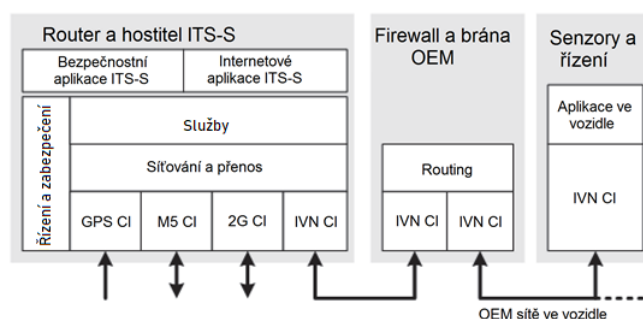 Router a hostitel ITS-S
Bezpečnostní
aplikace ITS-S
Internetové
aplikace ITS-S
Řízení a zabezpečení
Služby
Síťování a přenos
GPS CI
M5 CI
2G CI
IVN CI
Firewall a brána
OEM
Routing
IVN CI
IVN CI
Senzory a
řízení
Aplikace ve
vozidle
IVN CI
OEM sítě ve vozidle